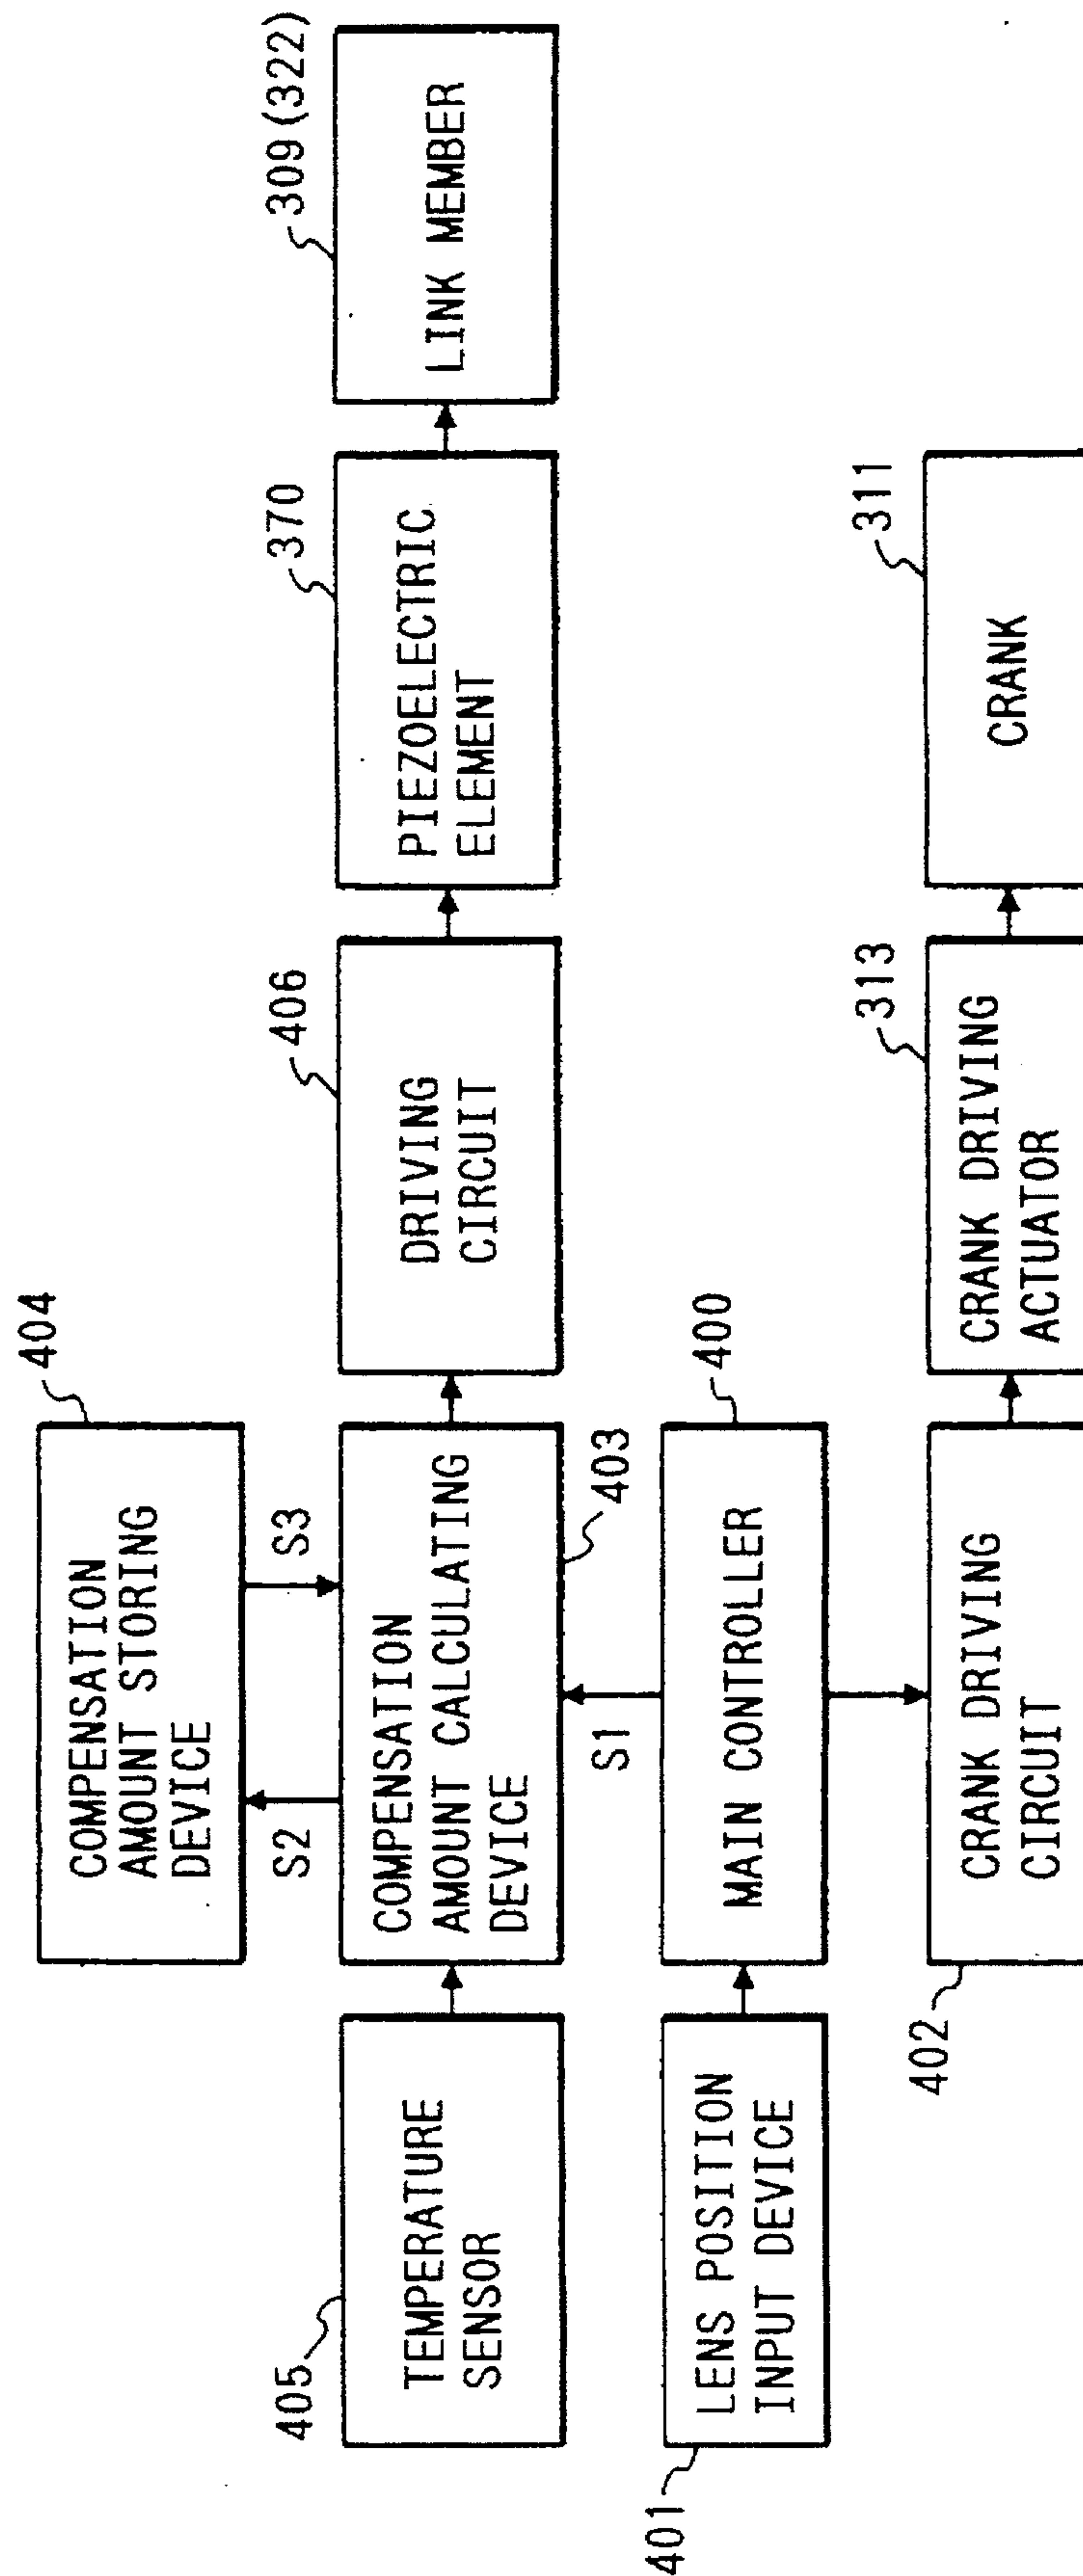 404
COMPENSATION
AMOUNT STORING
DEVICE
S2
S3
405
TEMPERATURE
SENSOR
COMPENSATION
AMOUNT CALCULATING
DEVICE
403
406
DRIVING
CIRCUIT
370
PIEZOELECTRIC
ELEMENT
309(322)
LINK MEMBER
S1
401
LENS POSITION
INPUT DEVICE
MAIN CONTROLLER
400
402
CRANK DRIVING
CIRCUIT
313
CRANK DRIVING
ACTUATOR
311
CRANK